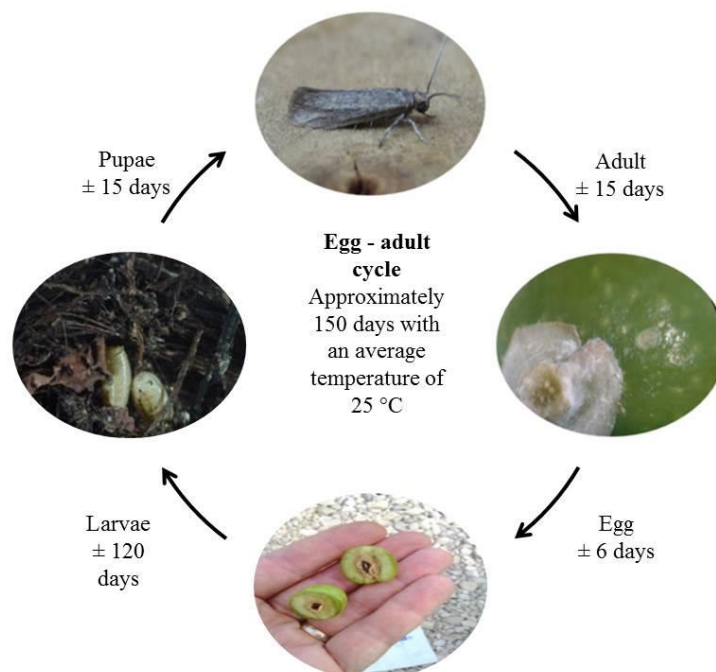 Pupae
± 15 days
Adult
± 15 days
Egg - adult
cycle
Approximately
150 days with
an average
temperature of
25 °C
Larvae
± 120
days
Egg
± 6 days